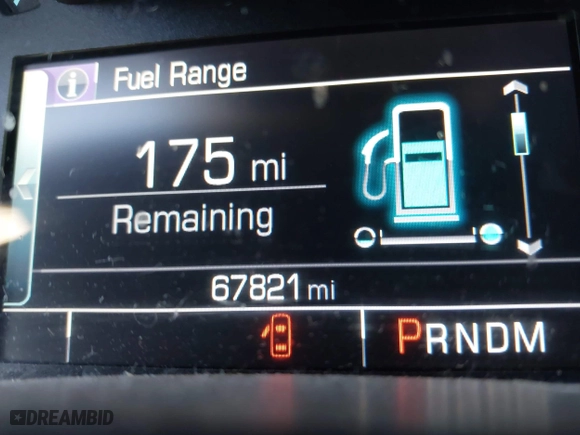 Fuel Range
175 mi
Remaining
67821 mi
PRNDM
DREAMBID